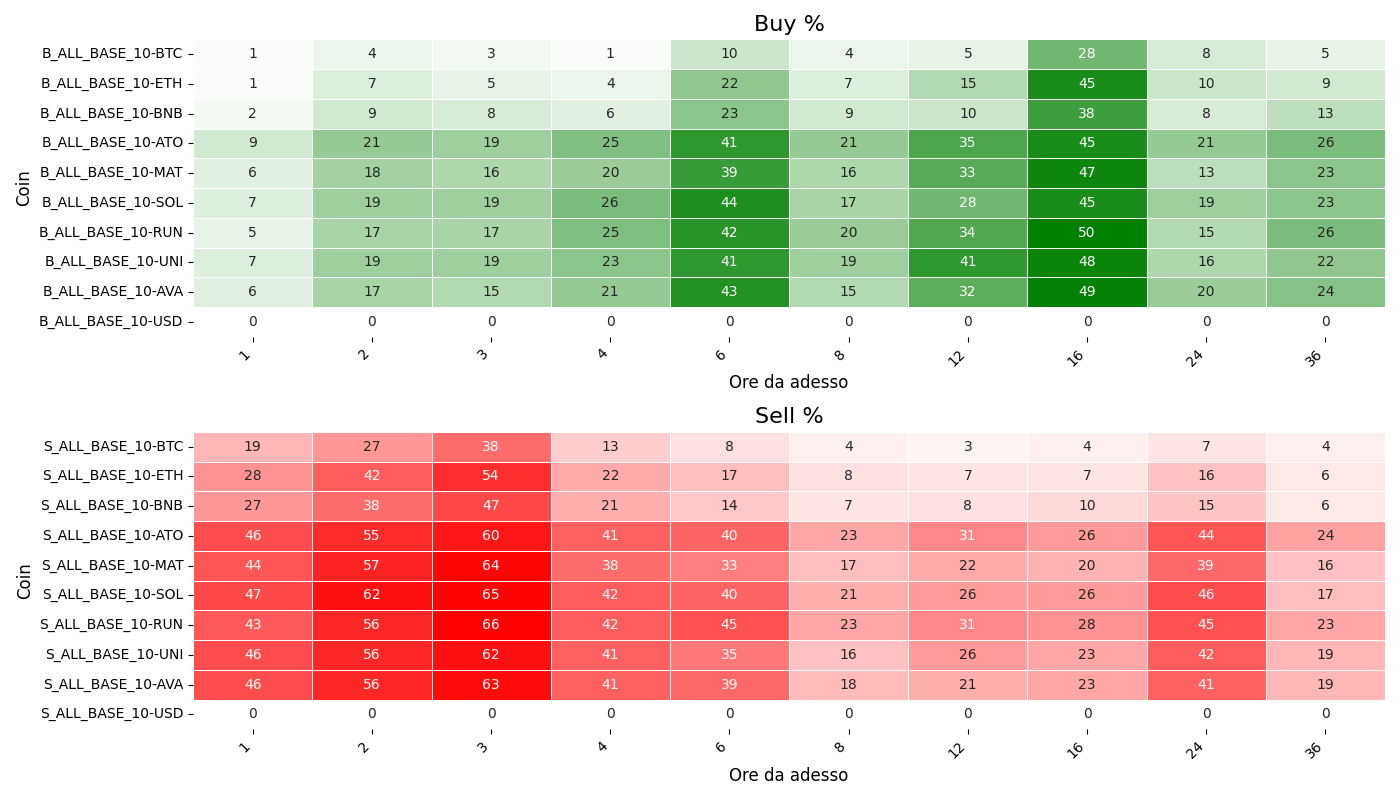 Buy %
Coin
B_ALL_BASE_10-BTC 1 4 3 1 10 4 5 28 8 5
B_ALL_BASE_10-ETH 1 7 5 4 22 7 15 45 10 9
B_ALL_BASE_10-BNB 2 9 8 6 23 9 10 38 8 13
B_ALL_BASE_10-ATO 9 21 19 25 41 21 35 45 21 26
B_ALL_BASE_10-MAT 6 18 16 20 39 16 33 47 13 23
B_ALL_BASE_10-SOL 7 19 19 26 44 17 28 45 19 23
B_ALL_BASE_10-RUN 5 17 17 25 42 20 34 50 15 26
B_ALL_BASE_10-UNI 7 19 19 23 41 19 41 48 16 22
B_ALL_BASE_10-AVA 6 17 15 21 43 15 32 49 20 24
B_ALL_BASE_10-USD 0 0 0 0 0 0 0 0 0 0
1 2 3 4 6 8 12 16 24 36
Ore da adesso
Sell %
Coin
S_ALL_BASE_10-BTC 19 27 38 13 8 4 3 4 7 4
S_ALL_BASE_10-ETH 28 42 54 22 17 8 7 7 16 6
S_ALL_BASE_10-BNB 27 38 47 21 14 7 8 10 15 6
S_ALL_BASE_10-ATO 46 55 60 41 40 23 31 26 44 24
S_ALL_BASE_10-MAT 44 57 64 38 33 17 22 20 39 16
S_ALL_BASE_10-SOL 47 62 65 42 40 21 26 26 46 17
S_ALL_BASE_10-RUN 43 56 66 42 45 23 31 28 45 23
S_ALL_BASE_10-UNI 46 56 62 41 35 16 26 23 42 19
S_ALL_BASE_10-AVA 46 56 63 41 39 18 21 23 41 19
S_ALL_BASE_10-USD 0 0 0 0 0 0 0 0 0 0
1 2 3 4 6 8 12 16 24 36
Ore da adesso